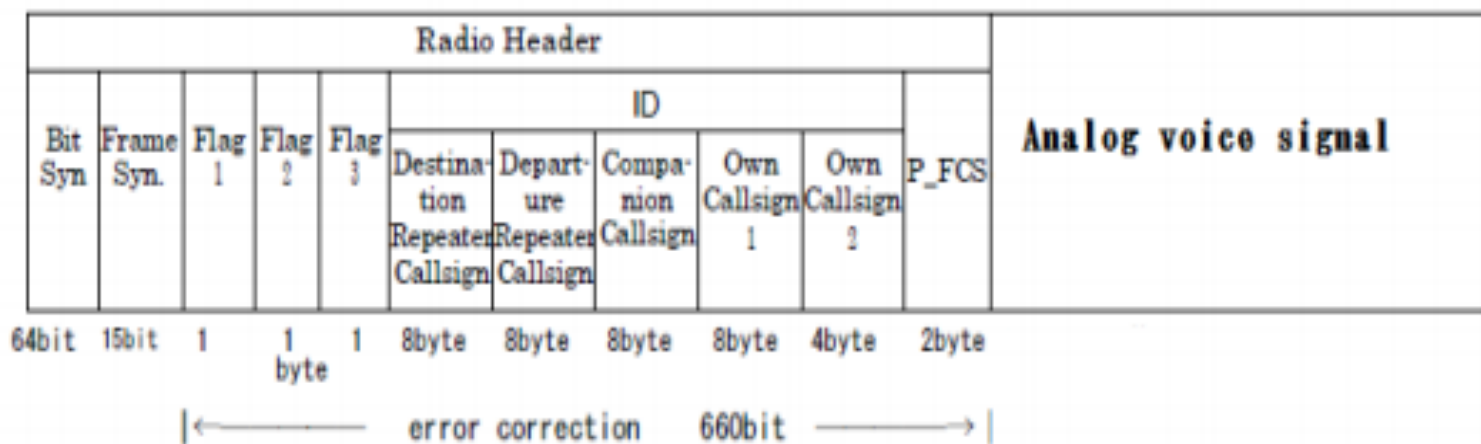 Radio Header
ID
Bit
Syn
Frame
Syn.
Flag
1
Flag
2
Flag
3
Destina-
tion
Repeater
Callsign
Depart-
ure
Repeater
Callsign
Compa-
nion
Callsign
Own
Callsign
1
Own
Callsign
2
P_FCS
Analog voice signal
64bit 15bit 1 1 1 8byte 8byte 8byte 8byte 4byte 2byte
byte
error correction 660bit